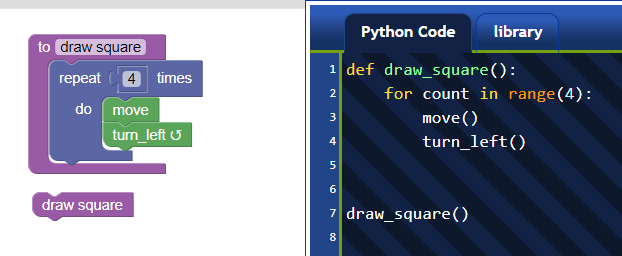 to draw square
repeat 4 times
do move
turn_left ↺
draw square
Python Code library
1 def draw_square():
2     for count in range(4):
3         move()
4         turn_left()
5
6
7 draw_square()
8